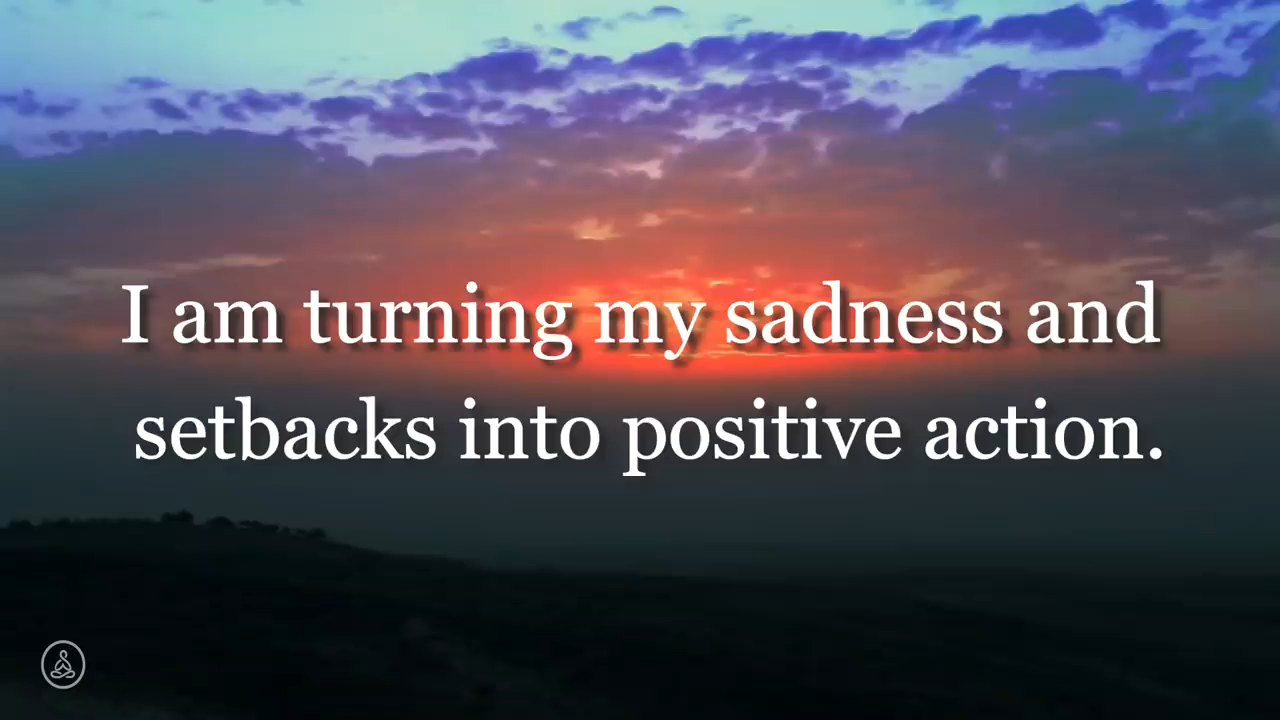 I am turning my sadness and
setbacks into positive action.